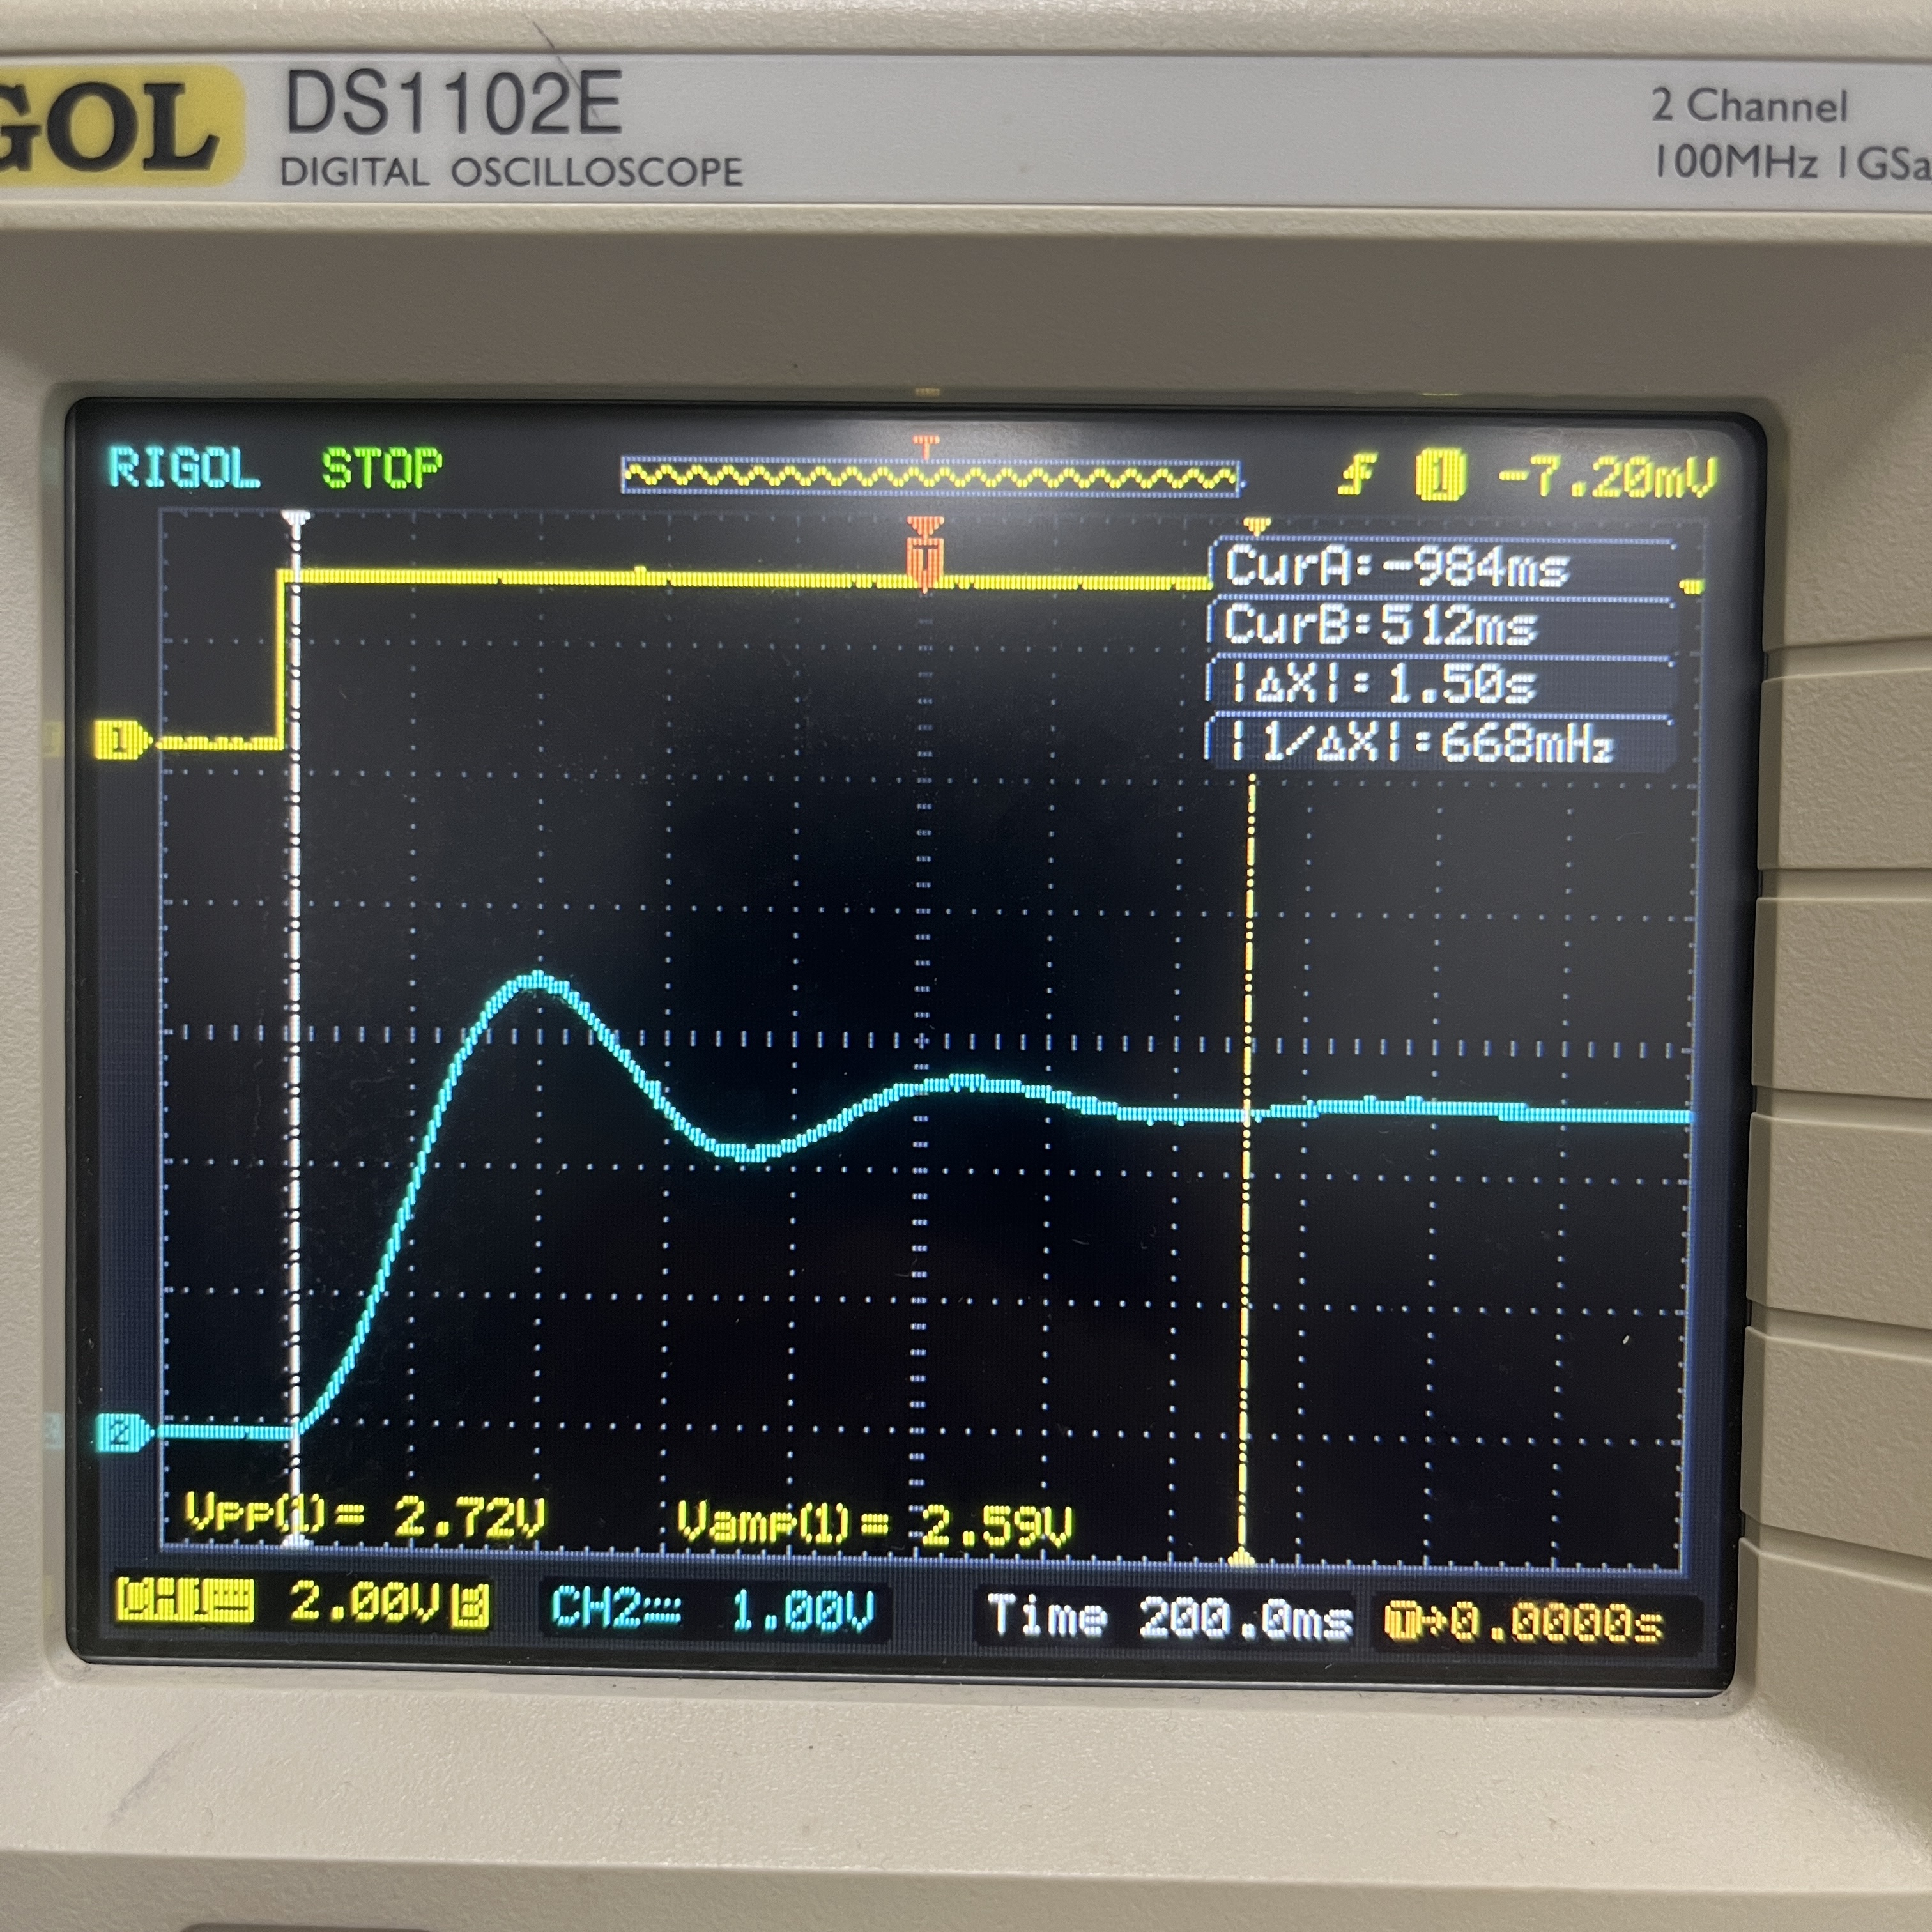 GOL DS1102E
DIGITAL OSCILLOSCOPE
2 Channel
100MHz 1GSa
RIGOL STOP T 1 -7.20mV
T
CurA:-984ms
CurB:512ms
|ΔX|: 1.50s
|1/ΔX|:668mHz
1
2
Vpp(1)= 2.72V Vamp(1)= 2.59V
CH1 2.00V CH2 1.00V Time 200.0ms T→0.0000s